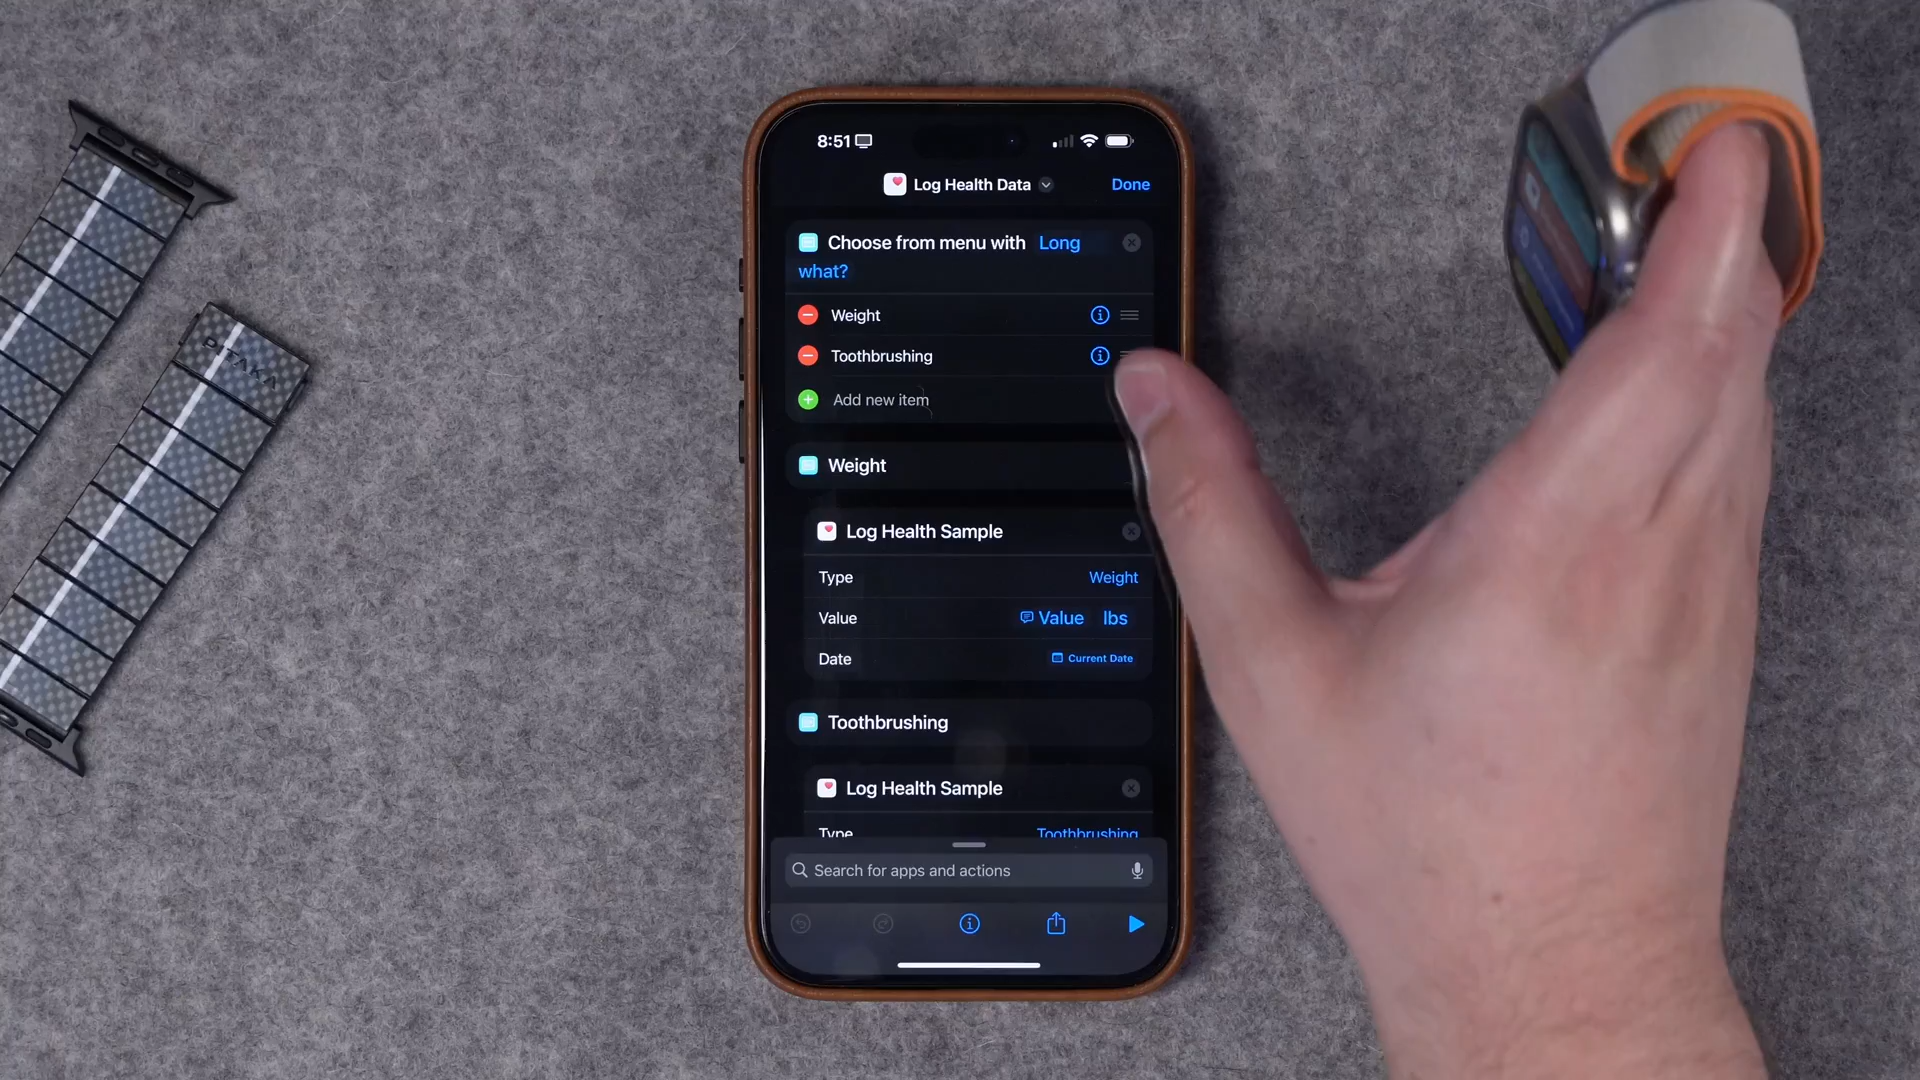 8:51
Log Health Data
Done
Choose from menu with Long
what?
Weight
Toothbrushing
Add new item
Weight
Log Health Sample
Type Weight
Value Value lbs
Date Current Date
Toothbrushing
Log Health Sample
Type Toothbrushing
Search for apps and actions
PITAKA